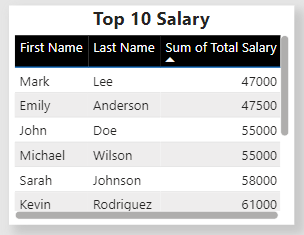 Top 10 Salary
First Name Last Name Sum of Total Salary
Mark Lee 47000
Emily Anderson 47500
John Doe 55000
Michael Wilson 55000
Sarah Johnson 58000
Kevin Rodriguez 61000